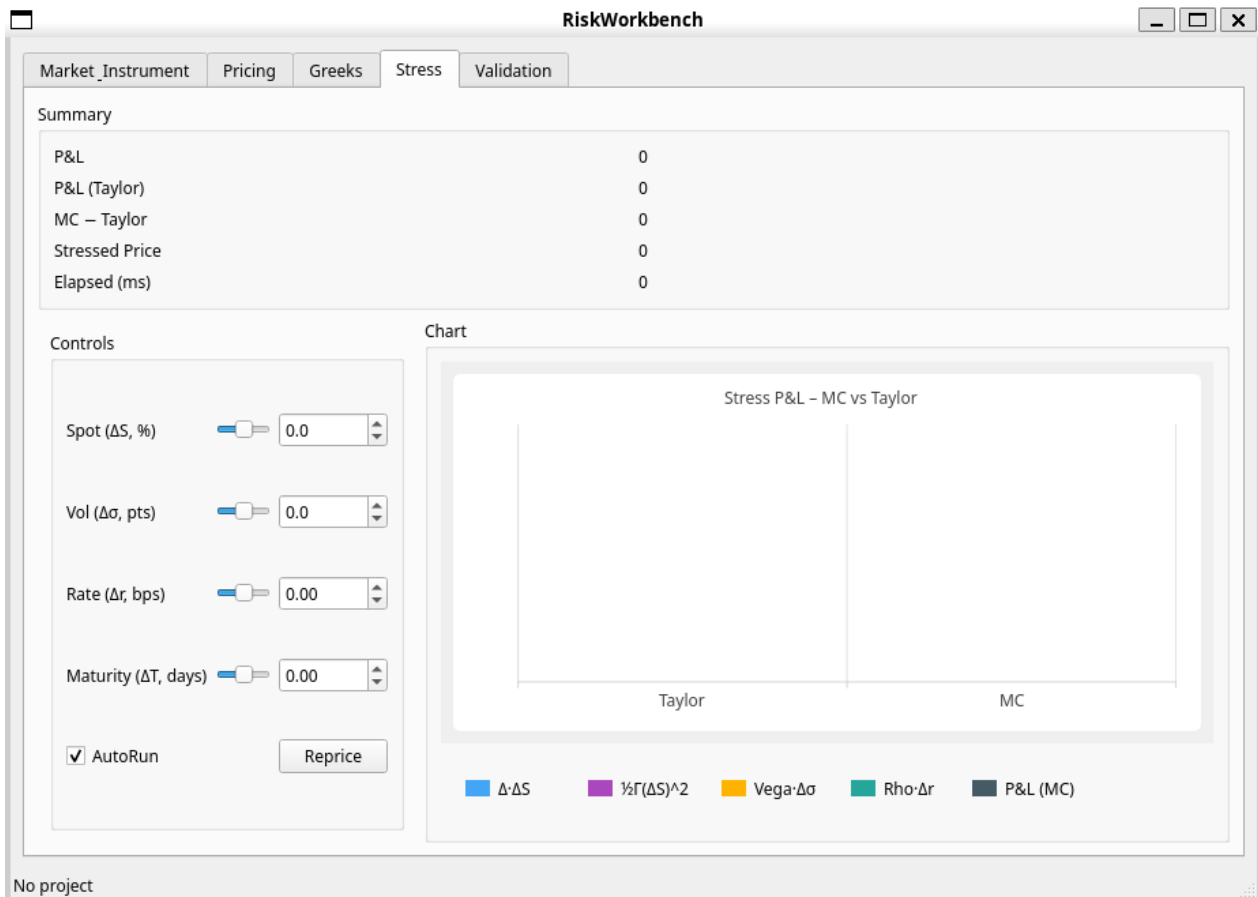 RiskWorkbench
Market_Instrument Pricing Greeks Stress Validation
Summary
P&L 0
P&L (Taylor) 0
MC – Taylor 0
Stressed Price 0
Elapsed (ms) 0
Controls
Spot (ΔS, %) 0.0
Vol (Δσ, pts) 0.0
Rate (Δr, bps) 0.00
Maturity (ΔT, days) 0.00
AutoRun Reprice
Chart
Stress P&L – MC vs Taylor
Taylor MC
Δ·ΔS ½Γ(ΔS)^2 Vega·Δσ Rho·Δr P&L (MC)
No project